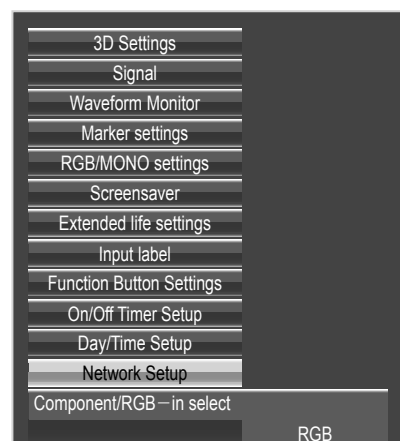 3D Settings
Signal
Waveform Monitor
Marker settings
RGB/MONO settings
Screensaver
Extended life settings
Input label
Function Button Settings
On/Off Timer Setup
Day/Time Setup
Network Setup
Component/RGB－in select
RGB